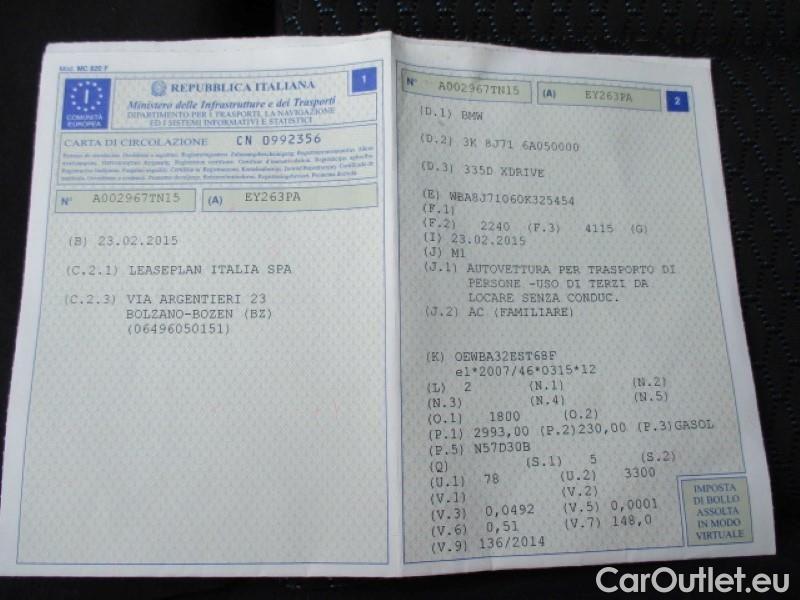 Mod. MC 820 F
I
COMUNITÀ
EUROPEA
REPUBBLICA ITALIANA
1
Ministero delle Infrastrutture e dei Trasporti
DIPARTIMENTO PER I TRASPORTI, LA NAVIGAZIONE
ED I SISTEMI INFORMATIVI E STATISTICI
CARTA DI CIRCOLAZIONE CN 0992356
N° A002967TN15 (A) EY263PA
(B) 23.02.2015
(C.2.1) LEASEPLAN ITALIA SPA
(C.2.3) VIA ARGENTIERI 23
BOLZANO-BOZEN (BZ)
(06496050151)
N° A002967TN15 (A) EY263PA 2
(D.1) BMW
(D.2) 3K 8J71 6A050000
(D.3) 335D XDRIVE
(E) WBA8J71060K325454
(F.1)
(F.2) 2240 (F.3) 4115 (G)
(I) 23.02.2015
(J) M1
(J.1) AUTOVETTURA PER TRASPORTO DI
PERSONE -USO DI TERZI DA
LOCARE SENZA CONDUC.
(J.2) AC (FAMILIARE)
(K) OEWBA32EST68F
e1*2007/46*0315*12
(L) 2 (N.1) (N.2)
(N.3) (N.4) (N.5)
(O.1) 1800 (O.2)
(P.1) 2993,00 (P.2)230,00 (P.3)GASOL
(P.5) N57D30B
(Q) (S.1) 5 (S.2)
(U.1) 78 (U.2) 3300
(V.1) (V.2)
(V.3) 0,0492 (V.5) 0,0001
(V.6) 0,51 (V.7) 148,0
(V.9) 136/2014
IMPOSTA
DI BOLLO
ASSOLTA
IN MODO
VIRTUALE
CarOutlet.eu